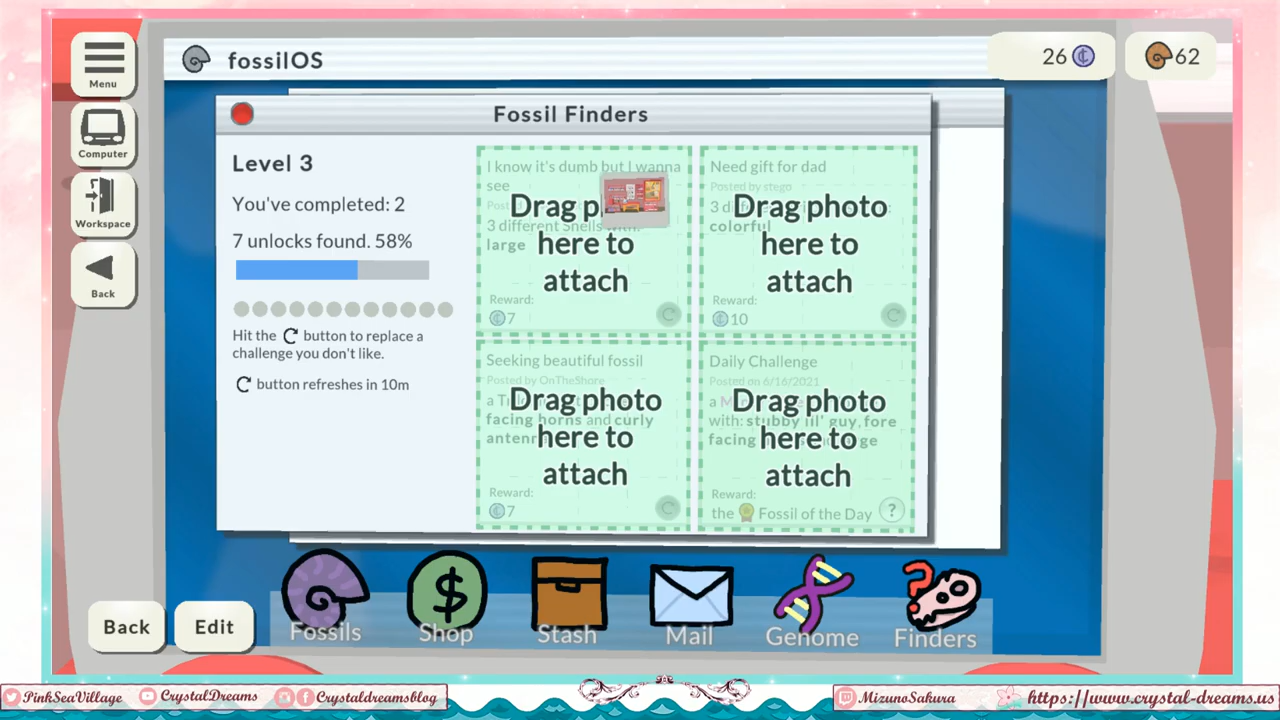 Menu
Computer
Workspace
Back
fossilOS
26
62
Fossil Finders
Level 3
You've completed: 2
7 unlocks found. 58%
Hit the button to replace a
challenge you don't like.
button refreshes in 10m
I know it's dumb but I wanna
see
3 different Shells with:
large
Drag
here to
attach
Reward:
7
Need gift for dad
Posted by stego
colorful
Drag photo
here to
attach
Reward:
10
Seeking beautiful fossil
Posted by OnTheShore
facing horns and curly
Drag photo
here to
attach
Reward:
7
Daily Challenge
Posted on 6/16/2021
with: stubby lil' guy, fore
facing
Drag photo
here to
attach
Reward:
the Fossil of the Day
?
Back
Edit
Fossils
Shop
Stash
Mail
Genome
Finders
PinkSeaVillage
CrystalDreams
Crystaldreamsblog
MizunoSakura
https://www.crystal-dreams.us